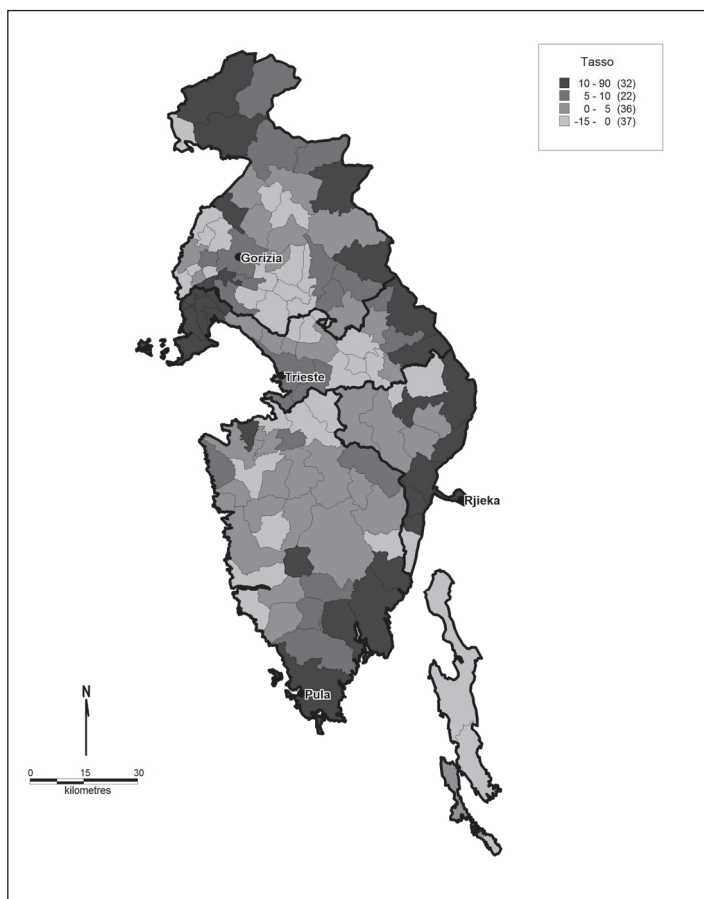 Tasso
10 - 90 (32)
5 - 10 (22)
0 - 5 (36)
-15 - 0 (37)
Gorizia
Trieste
Rjieka
Pula
N
0 15 30
kilometres